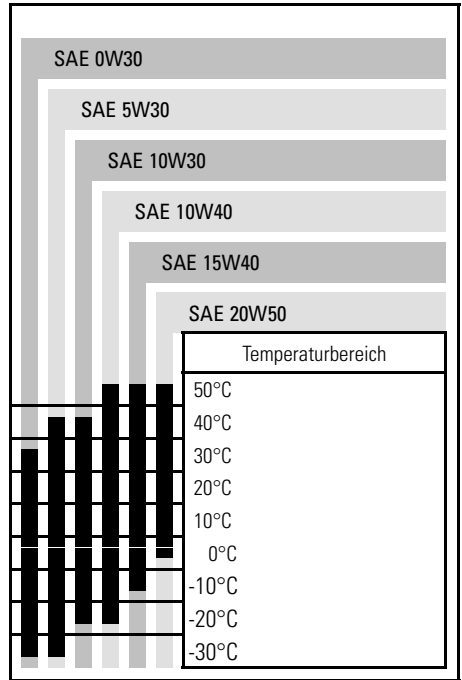 SAE 0W30
SAE 5W30
SAE 10W30
SAE 10W40
SAE 15W40
SAE 20W50
Temperaturbereich
50°C
40°C
30°C
20°C
10°C
0°C
-10°C
-20°C
-30°C